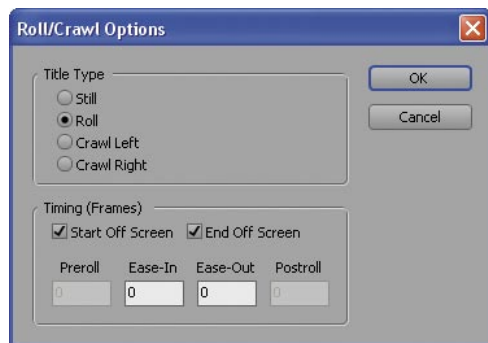 Roll/Crawl Options
Title Type
Still
Roll
Crawl Left
Crawl Right
OK
Cancel
Timing (Frames)
Start Off Screen End Off Screen
Preroll Ease-In Ease-Out Postroll
0 0 0 0